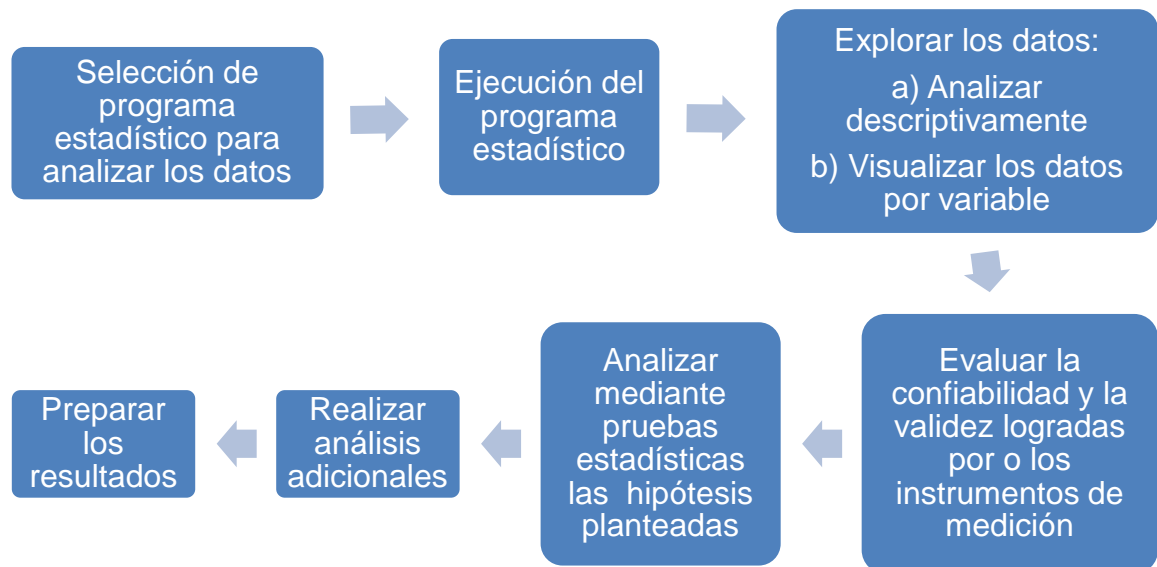 Selección de
programa
estadístico para
analizar los datos
Ejecución del
programa
estadístico
Explorar los datos:
a) Analizar
descriptivamente
b) Visualizar los datos
por variable
Evaluar la
confiabilidad y la
validez logradas
por o los
instrumentos de
medición
Analizar
mediante
pruebas
estadísticas
las hipótesis
planteadas
Realizar
análisis
adicionales
Preparar
los
resultados